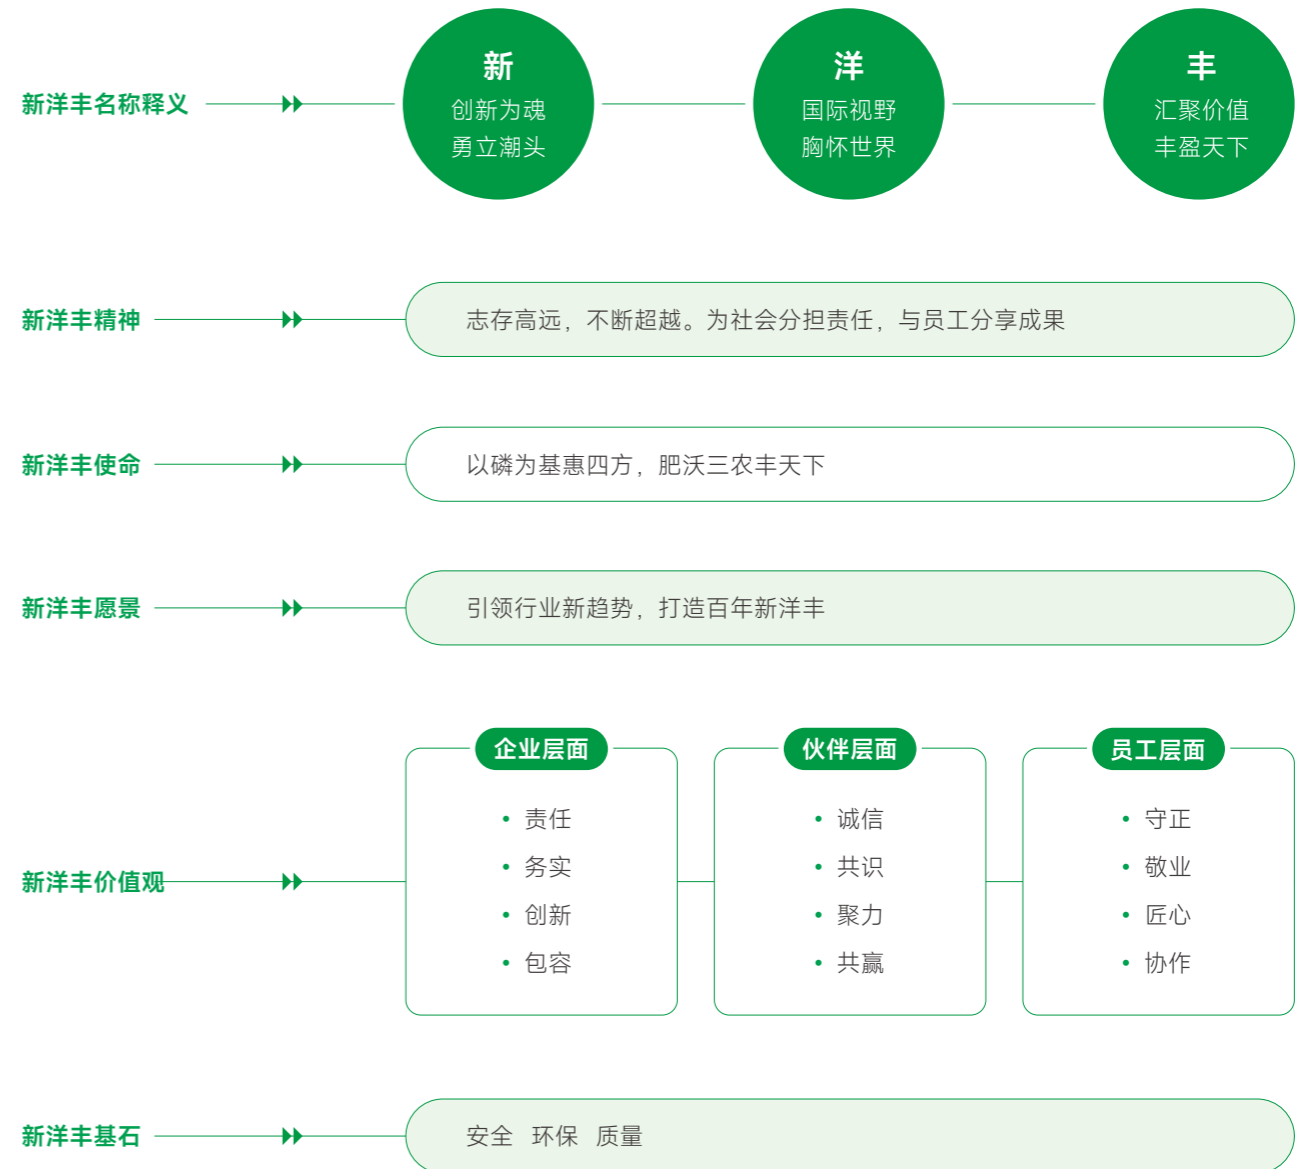 新洋丰名称释义
新
创新为魂
勇立潮头
洋
国际视野
胸怀世界
丰
汇聚价值
丰盈天下
新洋丰精神
志存高远，不断超越。为社会分担责任，与员工分享成果
新洋丰使命
以磷为基惠四方，肥沃三农丰天下
新洋丰愿景
引领行业新趋势，打造百年新洋丰
新洋丰价值观
企业层面
• 责任
• 务实
• 创新
• 包容
伙伴层面
• 诚信
• 共识
• 聚力
• 共赢
员工层面
• 守正
• 敬业
• 匠心
• 协作
新洋丰基石
安全 环保 质量